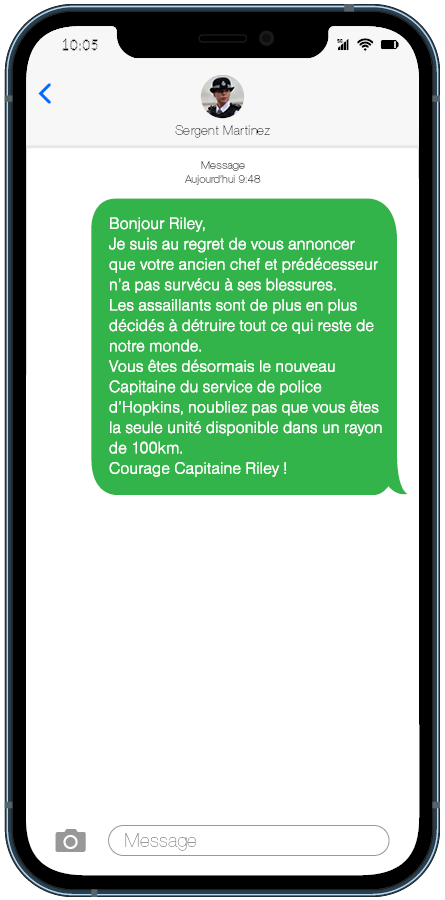 10:05
5G
Sergent Martinez
Message
Aujourd'hui 9:48
Bonjour Riley,
Je suis au regret de vous annoncer
que votre ancien chef et prédécesseur
n'a pas survécu à ses blessures.
Les assaillants sont de plus en plus
décidés à détruire tout ce qui reste de
notre monde.
Vous êtes désormais le nouveau
Capitaine du service de police
d'Hopkins, noubliez pas que vous êtes
la seule unité disponible dans un rayon
de 100km.
Courage Capitaine Riley !
Message